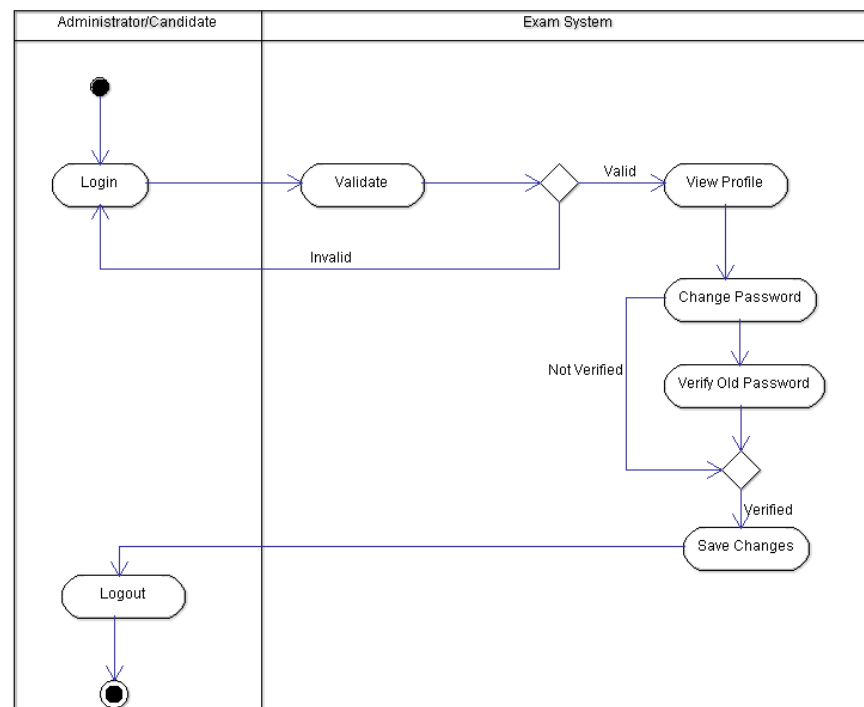 Administrator/Candidate
Exam System
Login
Validate
Valid
View Profile
Invalid
Change Password
Not Verified
Verify Old Password
Verified
Save Changes
Logout